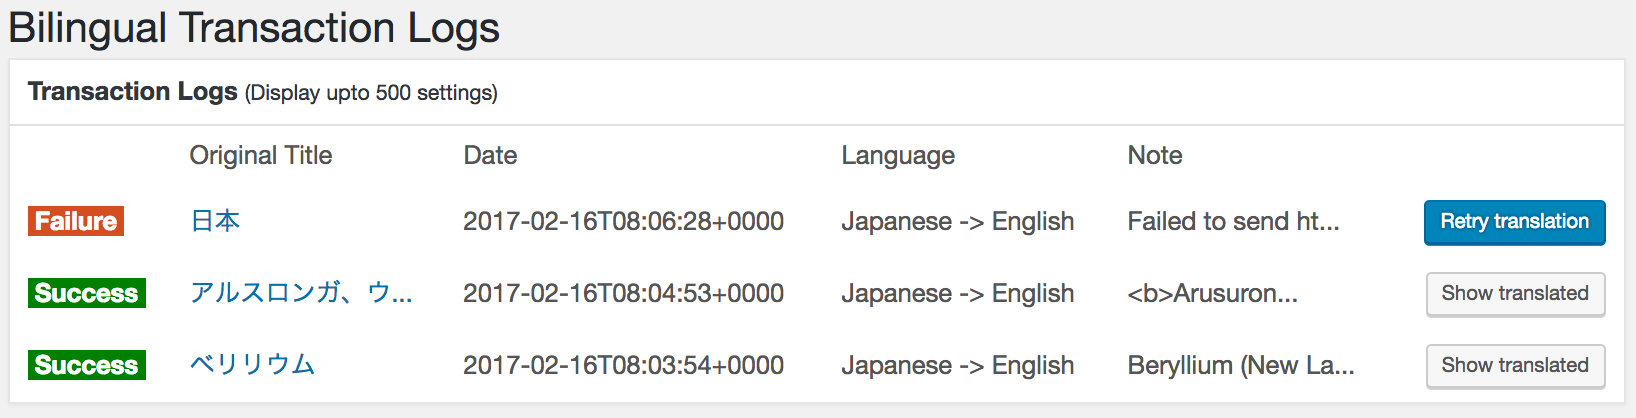 Bilingual Transaction Logs
Transaction Logs (Display upto 500 settings)
Original Title Date Language Note
Failure 日本 2017-02-16T08:06:28+0000 Japanese -> English Failed to send ht... Retry translation
Success アルスロンガ、ウ... 2017-02-16T08:04:53+0000 Japanese -> English <b>Arusuron... Show translated
Success ベリリウム 2017-02-16T08:03:54+0000 Japanese -> English Beryllium (New La... Show translated